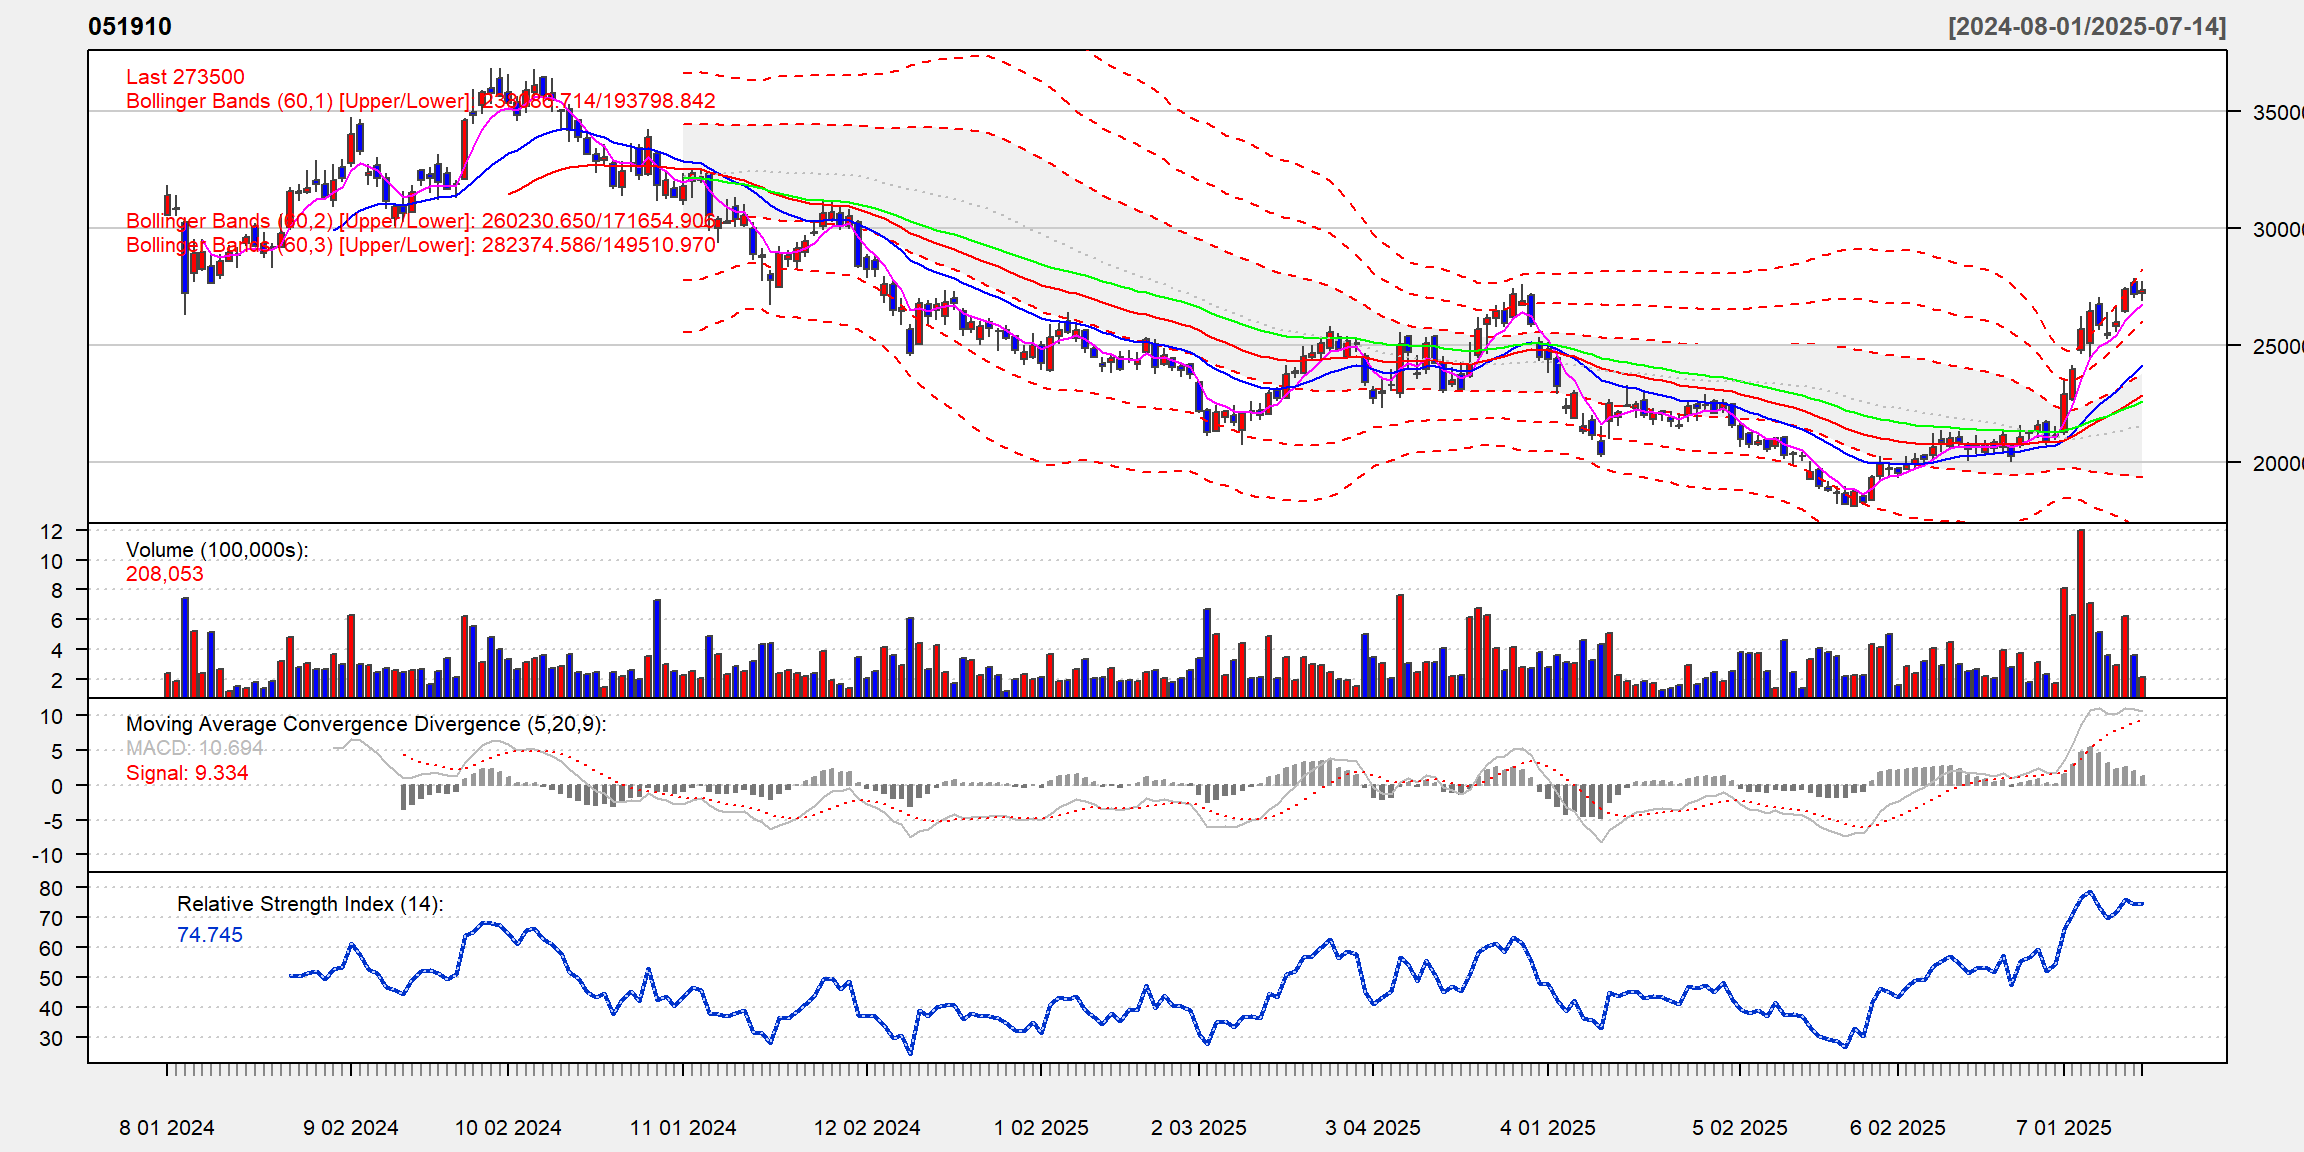 051910 [2024-08-01/2025-07-14]
Last 273500
Bollinger Bands (60,1) [Upper/Lower]: 714/193798.842
Bollinger Bands (60,2) [Upper/Lower]: 260230.650/171654.906
Bollinger Bands (60,3) [Upper/Lower]: 282374.586/149510.970
35000
30000
25000
20000
12
10
8
6
4
2
Volume (100,000s):
208,053
10
5
0
-5
-10
Moving Average Convergence Divergence (5,20,9):
MACD: 10.694
Signal: 9.334
80
70
60
50
40
30
Relative Strength Index (14):
74.745
8 01 2024 9 02 2024 10 02 2024 11 01 2024 12 02 2024 1 02 2025 2 03 2025 3 04 2025 4 01 2025 5 02 2025 6 02 2025 7 01 2025